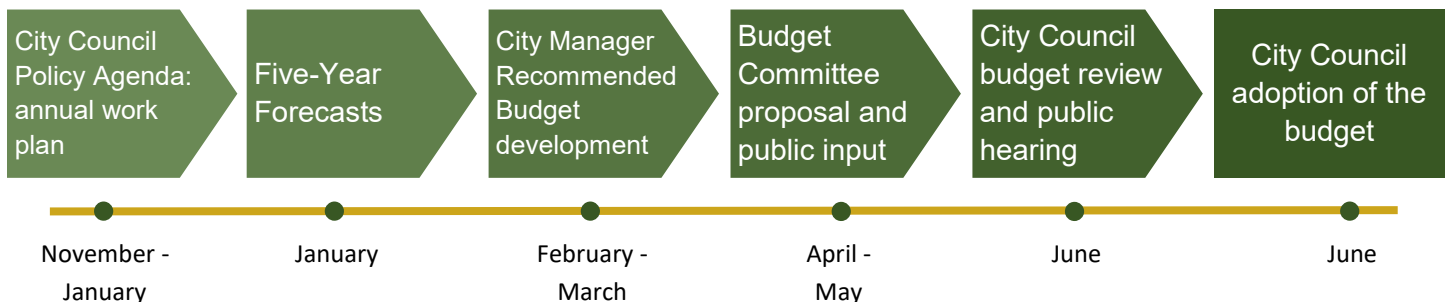 City Council
Policy Agenda:
annual work
plan
Five-Year
Forecasts
City Manager
Recommended
Budget
development
Budget
Committee
proposal and
public input
City Council
budget review
and public
hearing
City Council
adoption of the
budget
November -
January
January
February -
March
April -
May
June
June